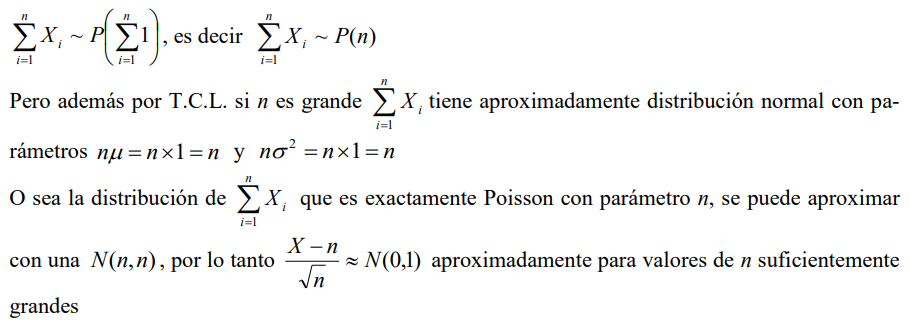 $\sum_{i=1}^{n} X_i \sim P\left(\sum_{i=1}^{n} 1\right)$, es decir $\sum_{i=1}^{n} X_i \sim P(n)$
Pero además por T.C.L. si $n$ es grande $\sum_{i=1}^{n} X_i$ tiene aproximadamente distribución normal con pa-
rámetros $n\mu = n \times 1 = n$ y $n\sigma^2 = n \times 1 = n$
O sea la distribución de $\sum_{i=1}^{n} X_i$ que es exactamente Poisson con parámetro $n$, se puede aproximar
con una $N(n,n)$, por lo tanto $\frac{X-n}{\sqrt{n}} \approx N(0,1)$ aproximadamente para valores de $n$ suficientemente
grandes